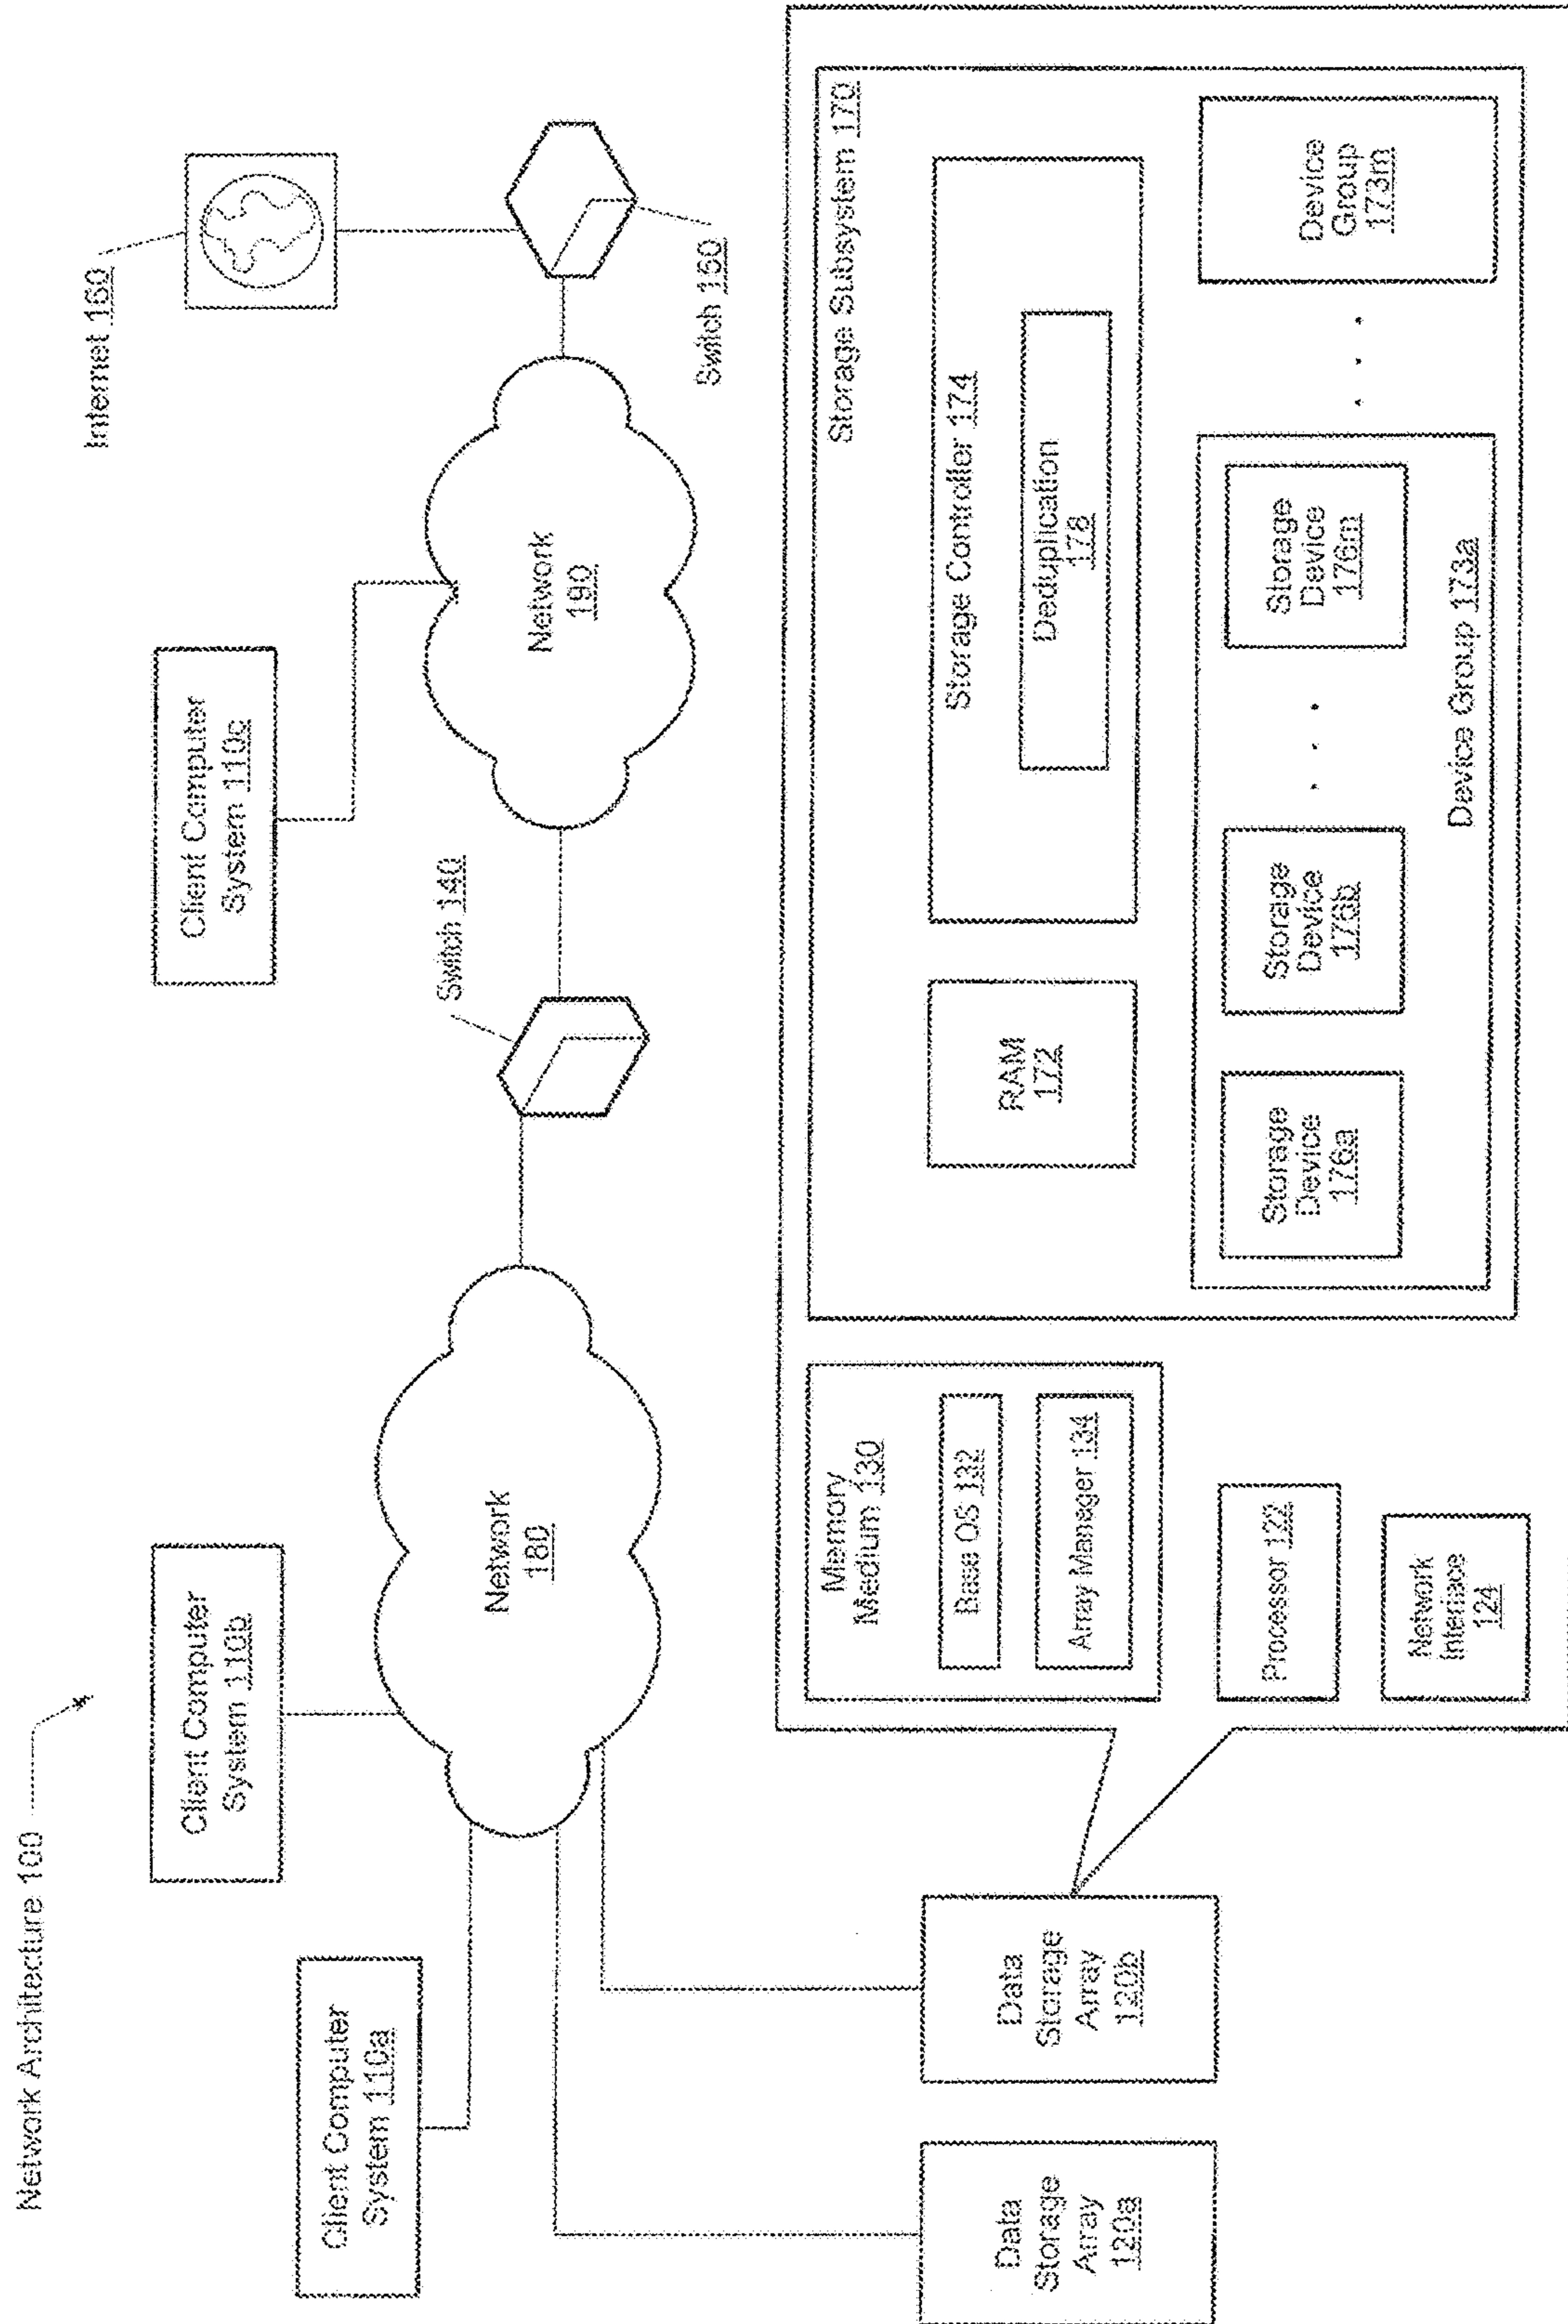 Network Architecture 100
Client Computer
System 110a
Client Computer
System 110b
Client Computer
System 110c
Internet 160
Switch 140
Switch
Network
180
Network
190
Data
Storage
Array
120a
Data
Storage
Array
120b
Memory
Medium 130
Base OS 132
Array Manager 134
Processor 122
Network
Interface
124
Storage Subsystem 170
RAM
172
Storage Controller 174
Deduplication
178
Storage
Device
176a
Storage
Device
176b
. . .
Storage
Device
176m
Device Group 173a
. . .
Device
Group
173m